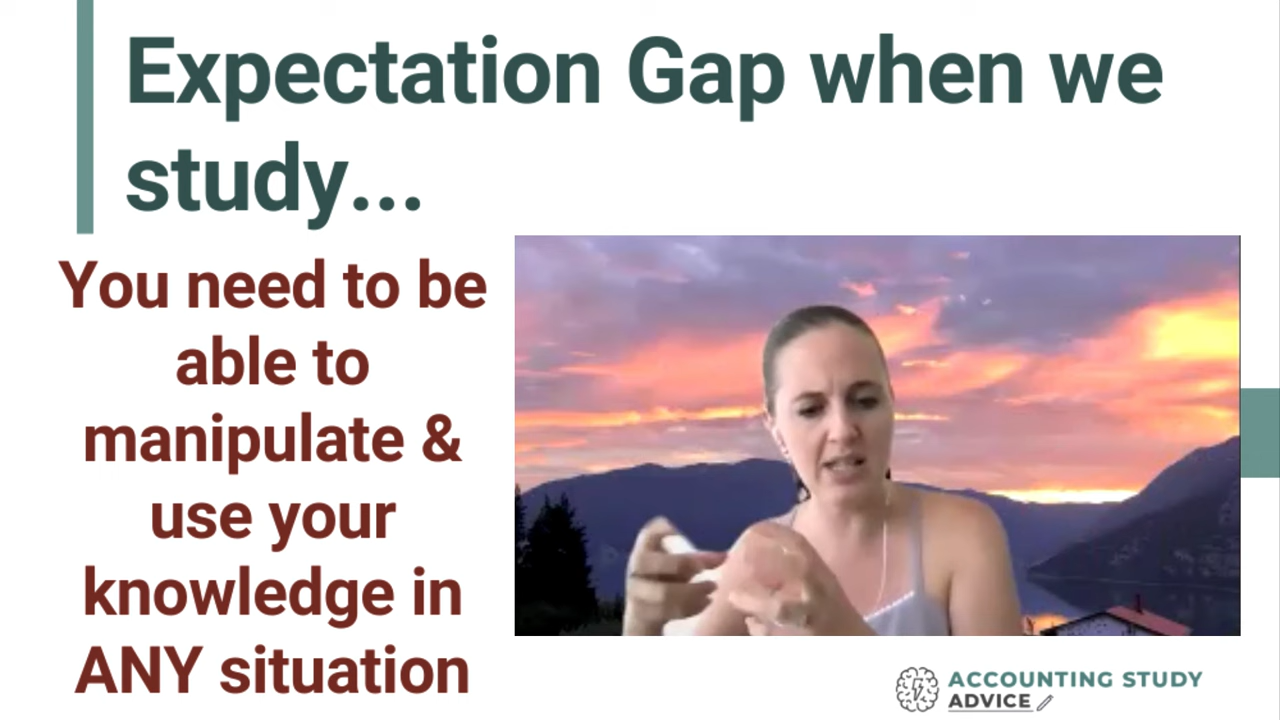 Expectation Gap when we
study...
You need to be
able to
manipulate &
use your
knowledge in
ANY situation
ACCOUNTING STUDY
ADVICE